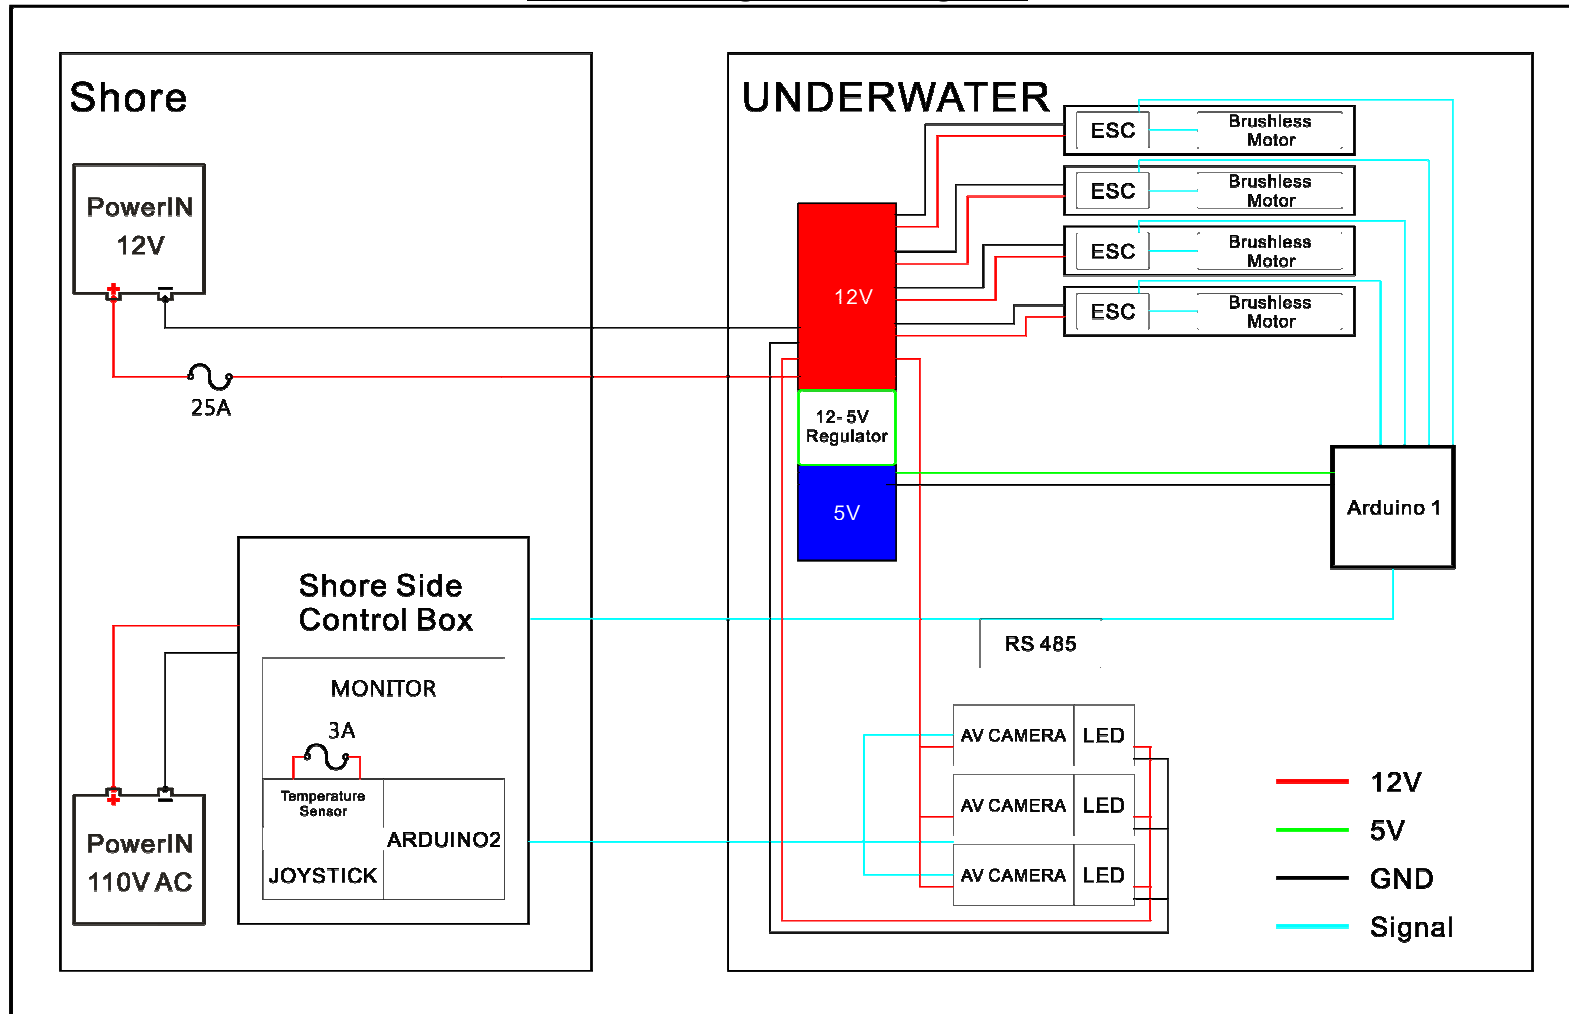 Shore
UNDERWATER
PowerIN
12V
+
−
25A
ESC
Brushless
Motor
ESC
Brushless
Motor
ESC
Brushless
Motor
ESC
Brushless
Motor
12V
12-5V
Regulator
5V
Arduino 1
Shore Side
Control Box
MONITOR
3A
Temperature
Sensor
ARDUINO2
JOYSTICK
+
−
PowerIN
110V AC
RS 485
AV CAMERA
LED
AV CAMERA
LED
AV CAMERA
LED
12V
5V
GND
Signal